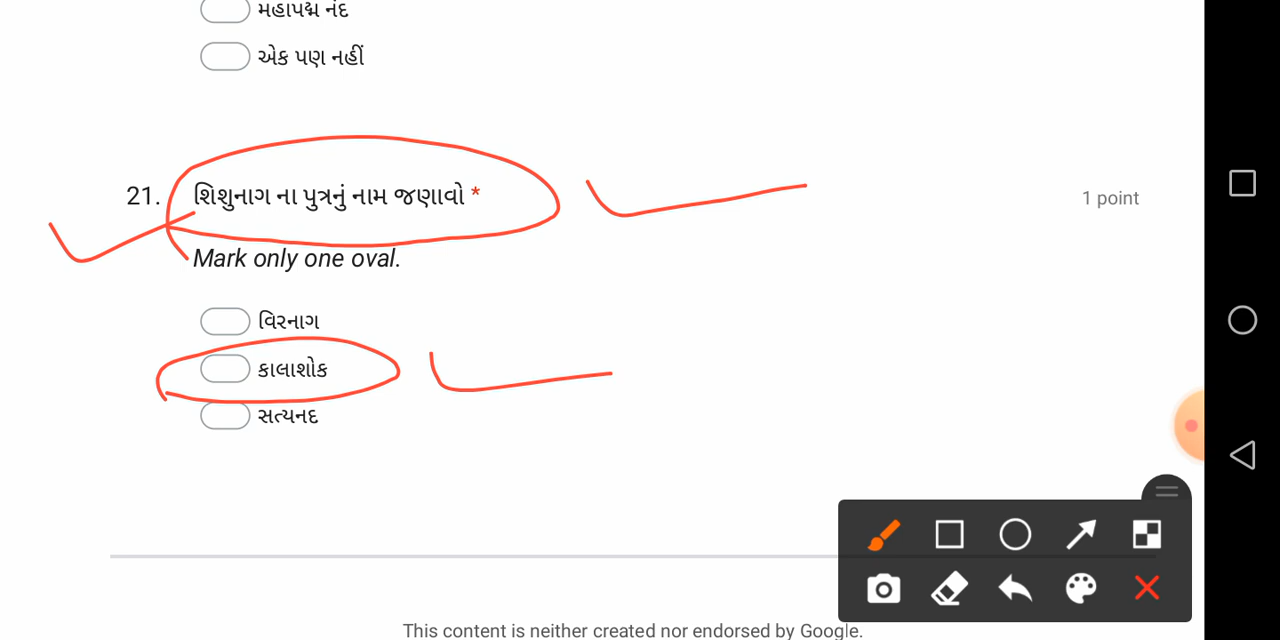 મહાપદ્મ નંદ
એક પણ નહીં
21. શિશુનાગ ના પુત્રનું નામ જણાવો *
1 point
Mark only one oval.
વિરનાગ
કાલાશોક
સત્યનદ
This content is neither created nor endorsed by Google.